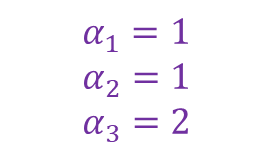 α₁ = 1
α₂ = 1
α₃ = 2